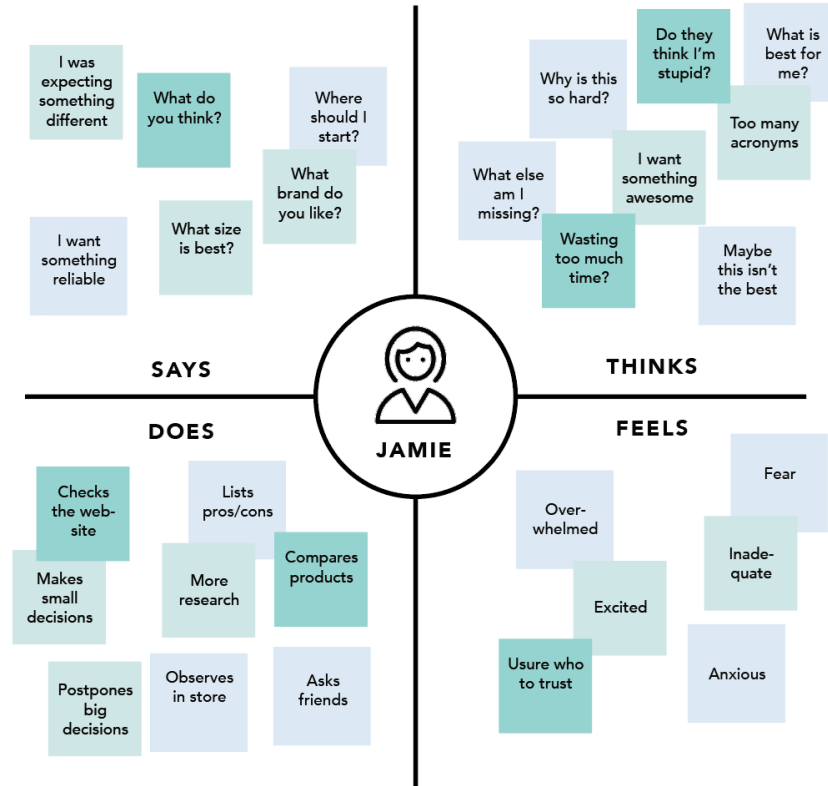 I was
expecting
something
different
What do
you think?
Where
should I
start?
What
brand do
you like?
What size
is best?
I want
something
reliable
SAYS
Do they
think I'm
stupid?
What is
best for
me?
Why is this
so hard?
Too many
acronyms
I want
something
awesome
What else
am I
missing?
Wasting
too much
time?
Maybe
this isn't
the best
THINKS
JAMIE
DOES
Checks
the web-
site
Lists
pros/cons
Compares
products
Makes
small
decisions
More
research
Postpones
big
decisions
Observes
in store
Asks
friends
FEELS
Fear
Over-
whelmed
Inade-
quate
Excited
Usure who
to trust
Anxious